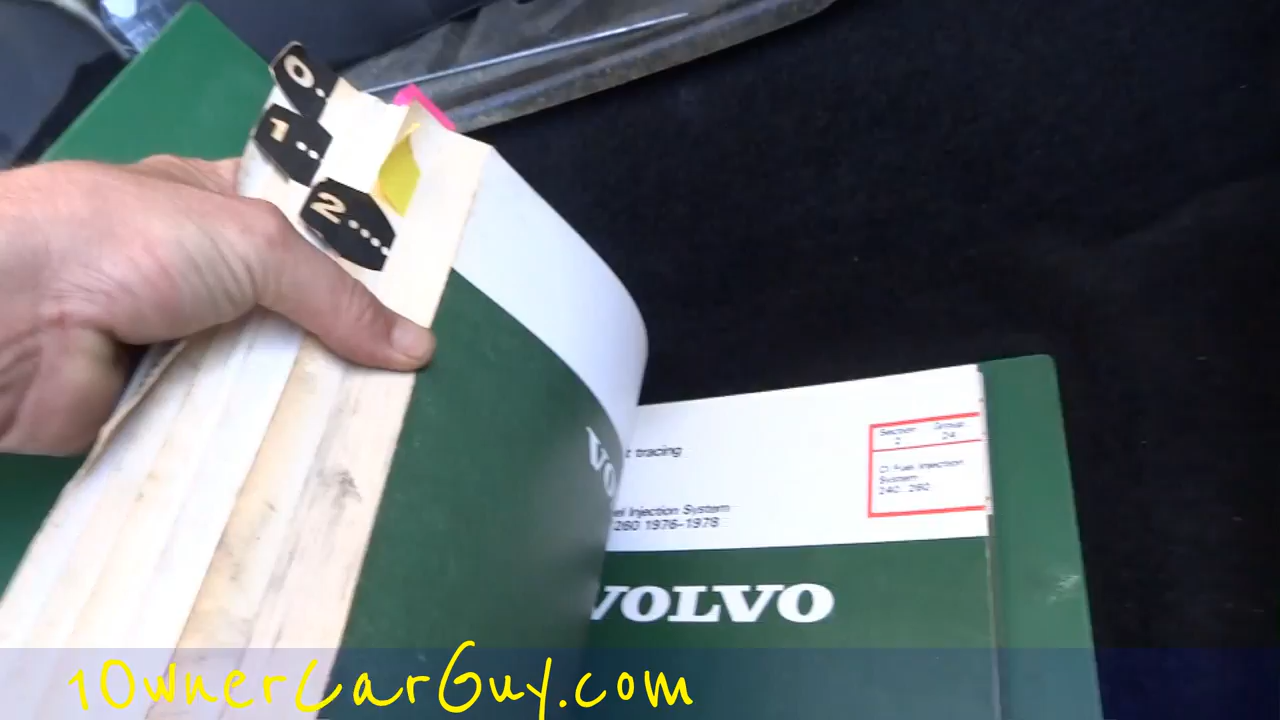 0.
1..
2....
VO
t tracing
el Injection System
260 1976-1978
Section Group
2 24
CI Fuel Injection
System
240 260
VOLVO
1OwnerCarGuy.com